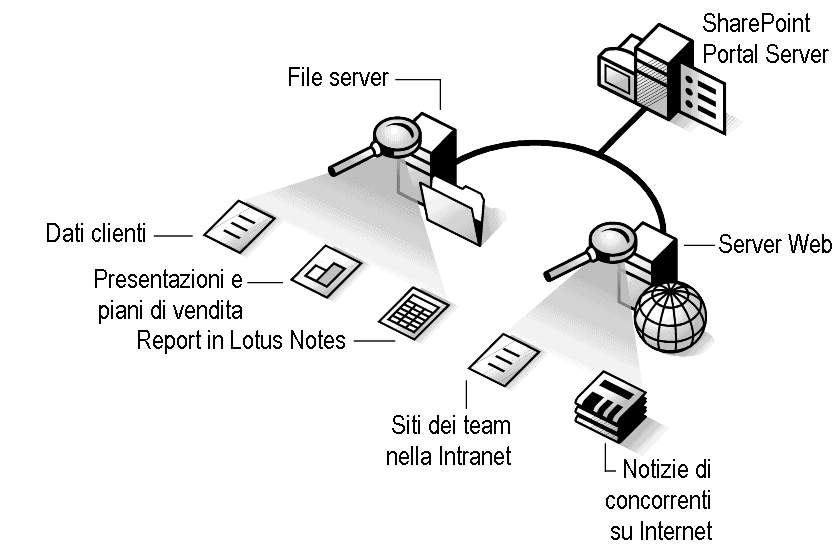 SharePoint
Portal Server
File server
Dati clienti
Server Web
Presentazioni e
piani di vendita
Report in Lotus Notes
Siti dei team
nella Intranet
Notizie di
concorrenti
su Internet